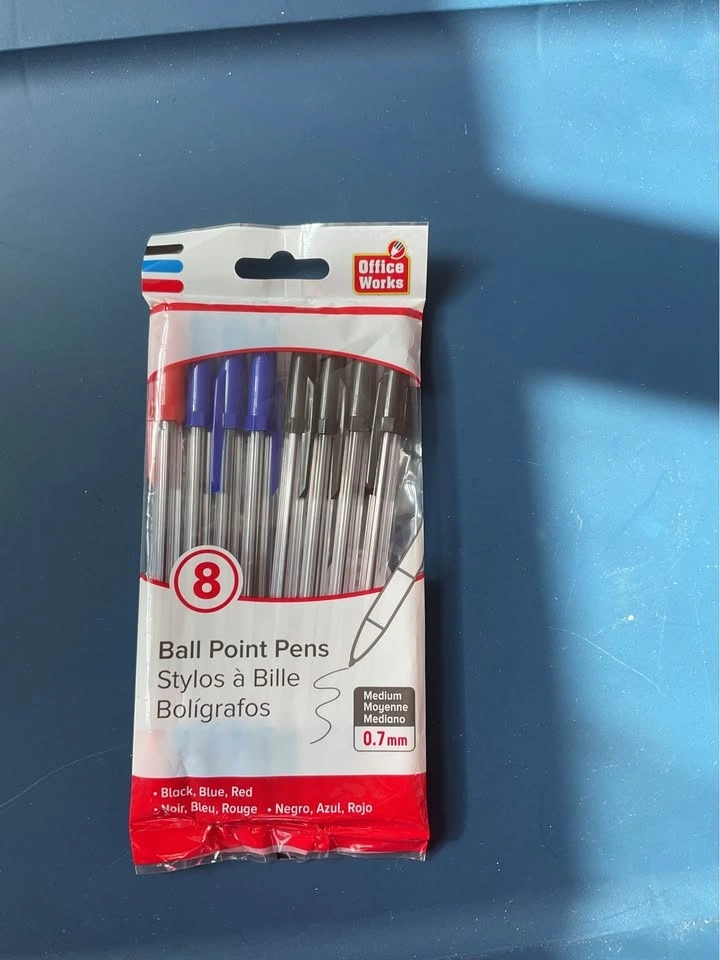 Office
Works
8
Ball Point Pens
Stylos à Bille
Bolígrafos
Medium
Moyenne
Mediano
0.7mm
• Black, Blue, Red
• Noir, Bleu, Rouge • Negro, Azul, Rojo